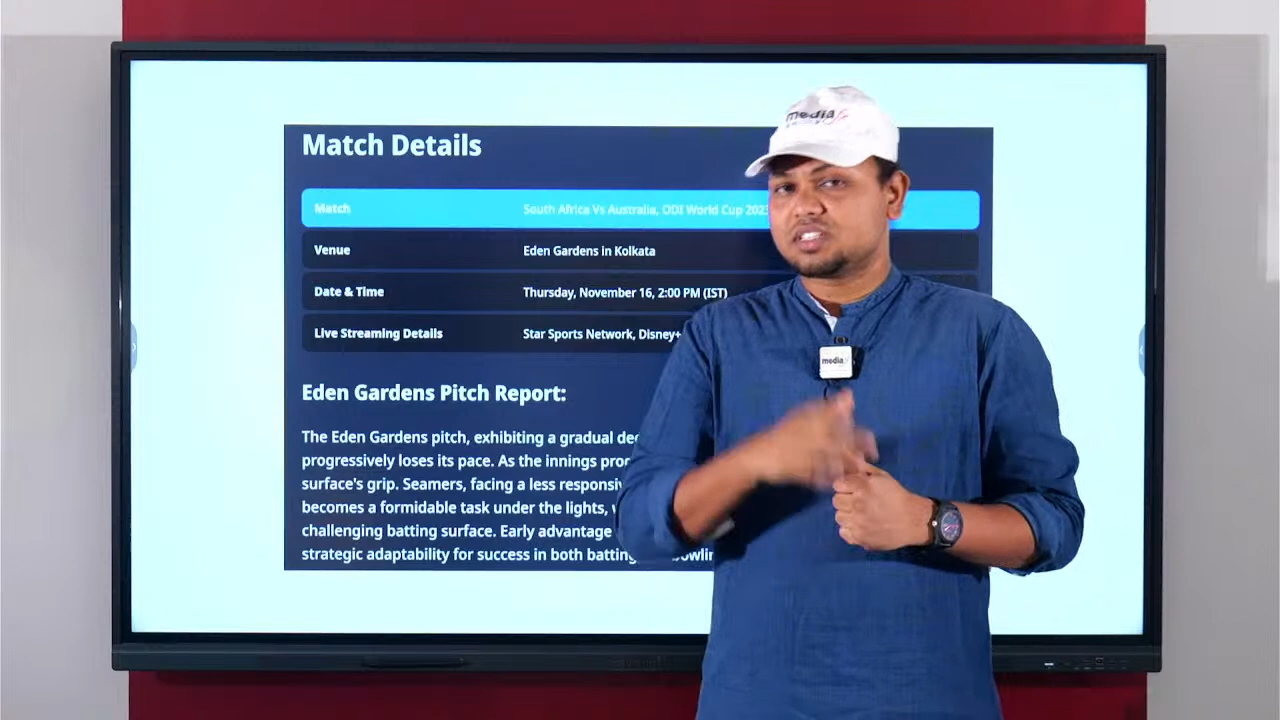 Match Details
Match South Africa Vs Australia, ODI World Cup 2023
Venue Eden Gardens in Kolkata
Date & Time Thursday, November 16, 2:00 PM (IST)
Live Streaming Details Star Sports Network, Disney+
Eden Gardens Pitch Report:
The Eden Gardens pitch, exhibiting a gradual
progressively loses its pace. As the innings
surface's grip. Seamers, facing a less
becomes a formidable task under the lights,
challenging batting surface. Early advantage
strategic adaptability for success in both batting
media
media